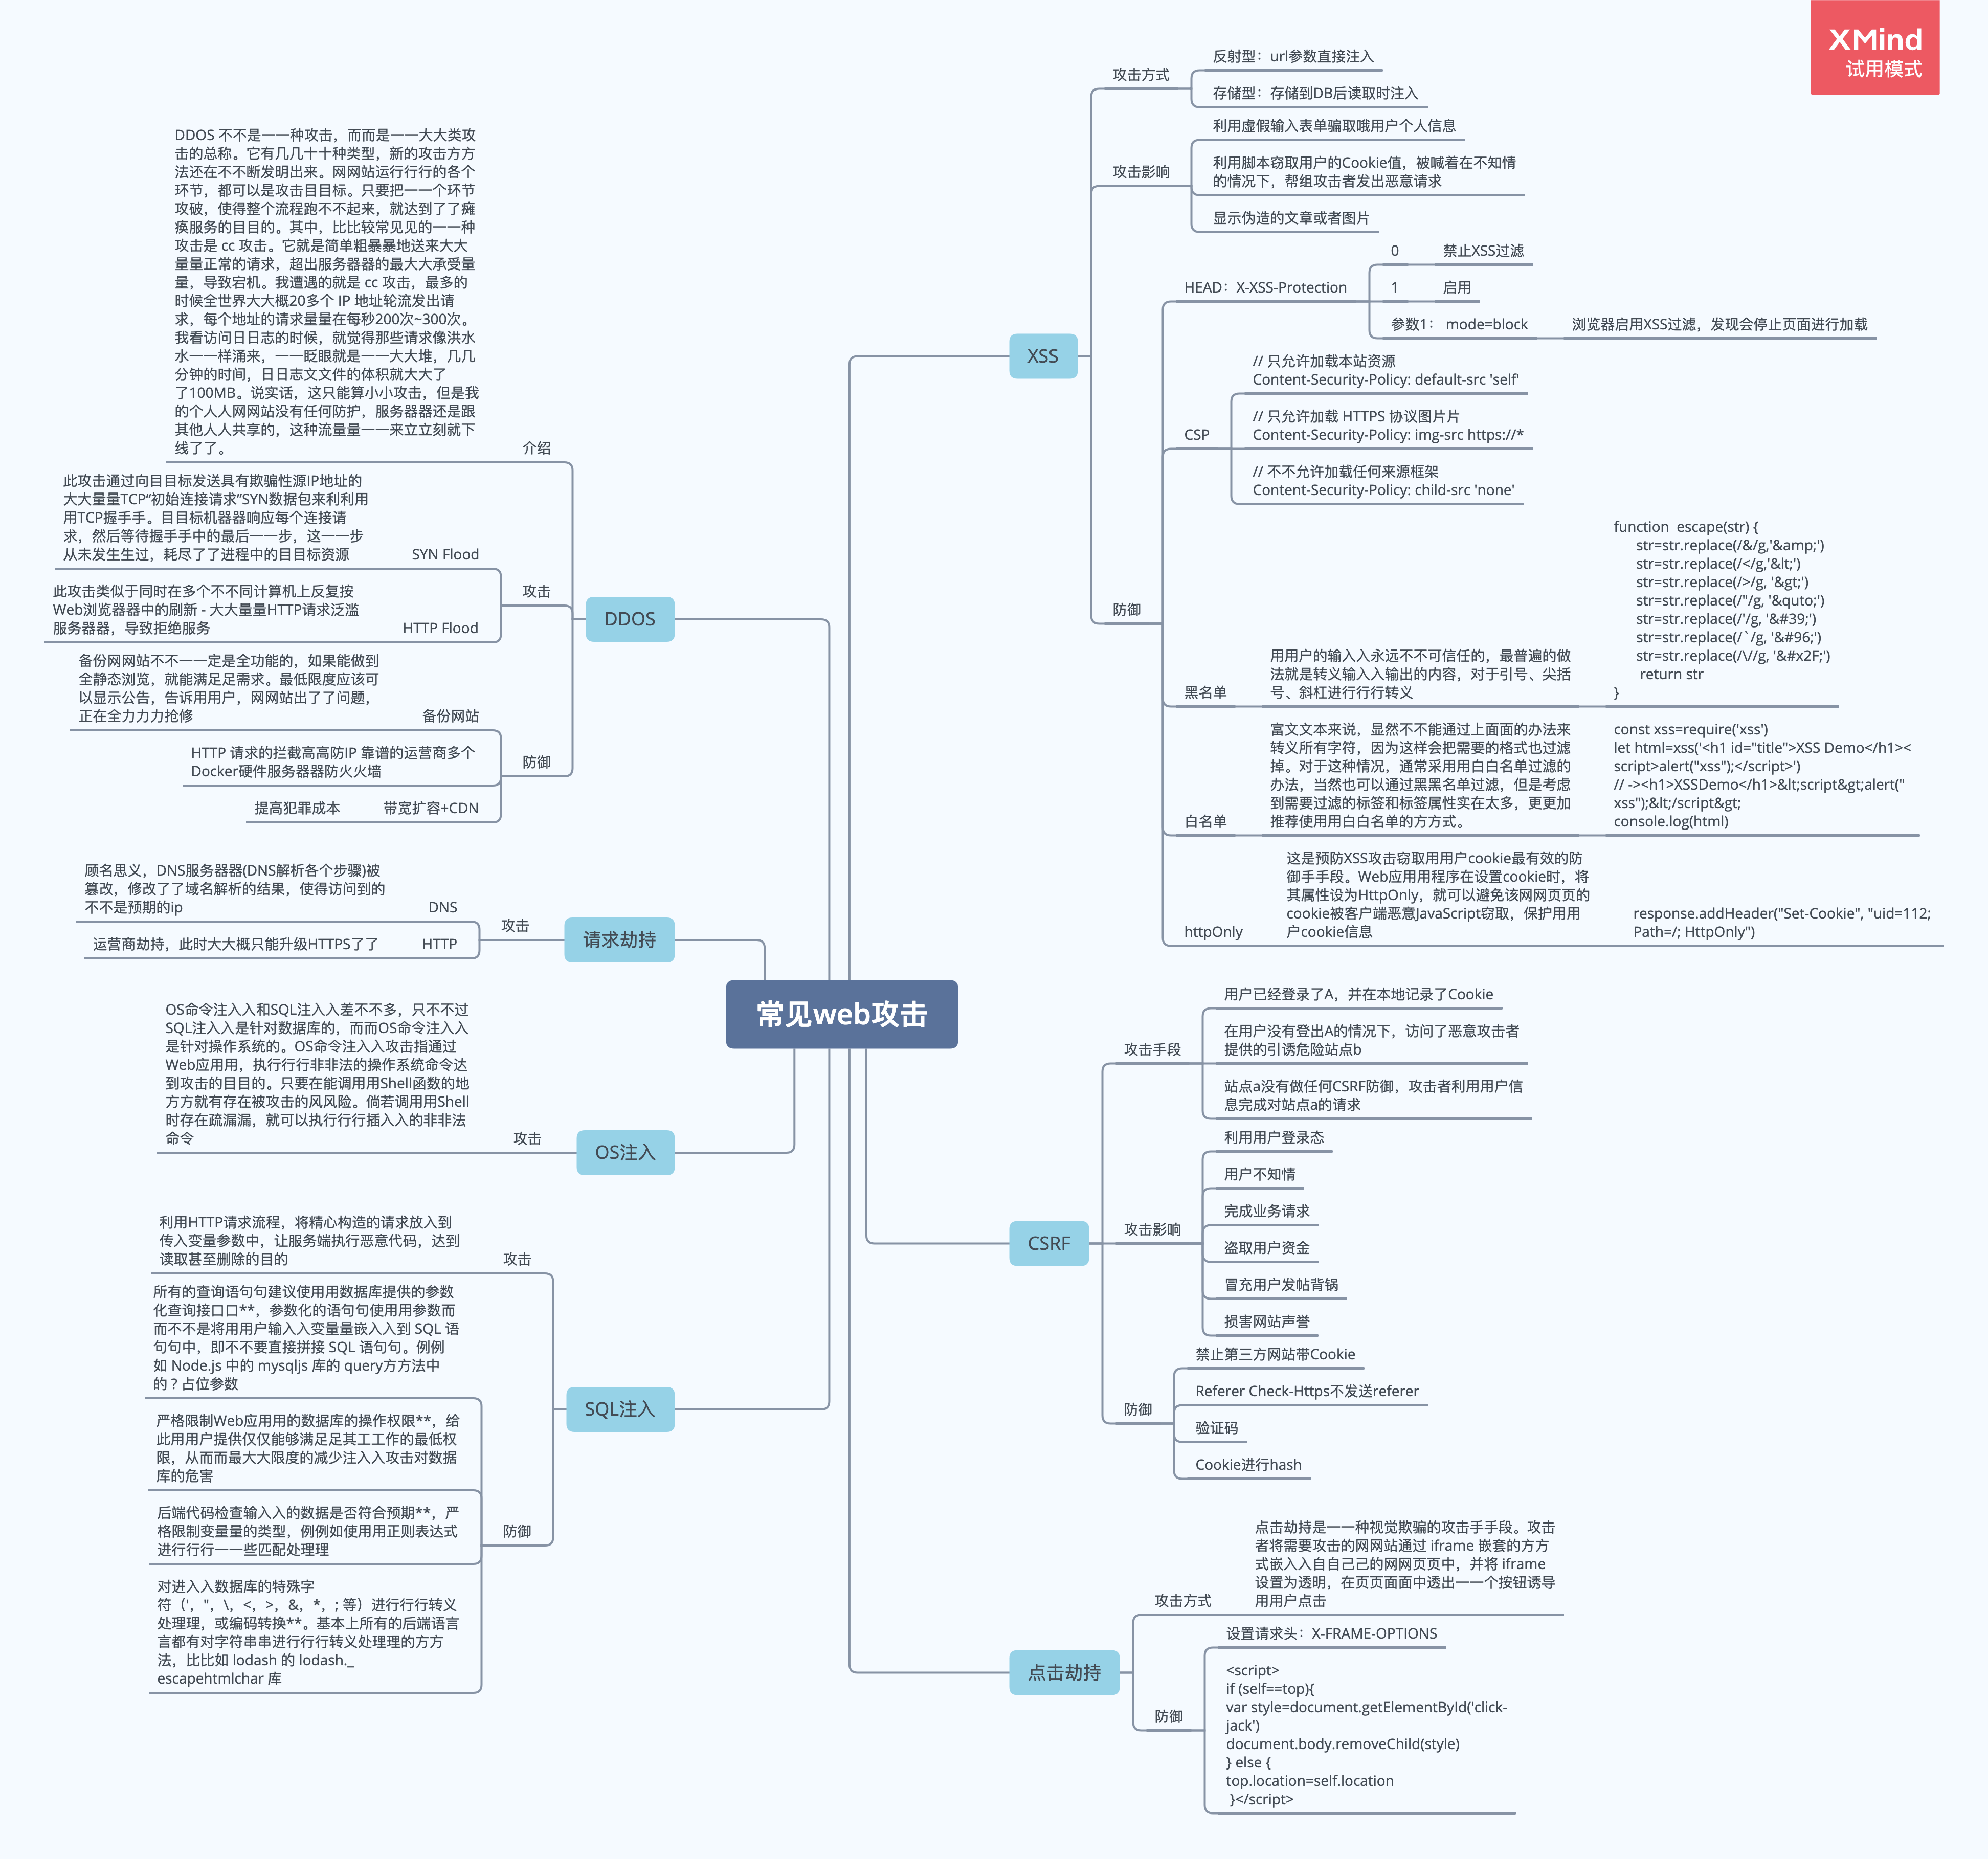 XMind
试用模式
常见web攻击
XSS
攻击方式
反射型：url参数直接注入
存储型：存储到DB后读取时注入
攻击影响
利用虚假输入表单骗取哦用户个人信息
利用脚本窃取用户的Cookie值，被喊着在不知情
的情况下，帮组攻击者发出恶意请求
显示伪造的文章或者图片
防御
HEAD：X-XSS-Protection
0
禁止XSS过滤
1
启用
参数1： mode=block
浏览器启用XSS过滤，发现会停止页面进行加载
CSP
// 只允许加载本站资源
Content-Security-Policy: default-src 'self'
// 只允许加载 HTTPS 协议图片⽚
Content-Security-Policy: img-src https://*
// 不不允许加载任何来源框架
Content-Security-Policy: child-src 'none'
黑名单
用⽤户的输入⼊永远不不可信任的，最普遍的做
法就是转义输入⼊输出的内容，对于引号、尖括
号、斜杠进行⾏行转义
function  escape(str) {
str=str.replace(/&/g,'&amp;')
str=str.replace(/</g,'&lt;')
str=str.replace(/>/g, '&gt;')
str=str.replace(/"/g, '&quto;')
str=str.replace(/'/g, '&#39;')
str=str.replace(/`/g, '&#96;')
str=str.replace(/\//g, '&#x2F;')
return str
}
白名单
富文⽂本来说，显然不不能通过上面⾯的办法来
转义所有字符，因为这样会把需要的格式也过滤
掉。对于这种情况，通常采用⽤白⽩名单过滤的
办法，当然也可以通过黑⿊名单过滤，但是考虑
到需要过滤的标签和标签属性实在太多，更更加
推荐使用⽤白⽩名单的方⽅式。
const xss=require('xss')
let html=xss('<h1 id="title">XSS Demo</h1><
script>alert("xss");</script>')
// -><h1>XSSDemo</h1>&lt;script&gt;alert("
xss");&lt;/script&gt;
console.log(html)
httpOnly
这是预防XSS攻击窃取用⽤户cookie最有效的防
御手⼿段。Web应用⽤程序在设置cookie时，将
其属性设为HttpOnly，就可以避免该网⽹页⻚的
cookie被客户端恶意JavaScript窃取，保护用⽤
户cookie信息
response.addHeader("Set-Cookie", "uid=112;
Path=/; HttpOnly")
CSRF
攻击手段
用户已经登录了A，并在本地记录了Cookie
在用户没有登出A的情况下，访问了恶意攻击者
提供的引诱危险站点b
站点a没有做任何CSRF防御，攻击者利用用户信
息完成对站点a的请求
攻击影响
利用用户登录态
用户不知情
完成业务请求
盗取用户资金
冒充用户发帖背锅
损害网站声誉
防御
禁止第三方网站带Cookie
Referer Check-Https不发送referer
验证码
Cookie进行hash
点击劫持
攻击方式
点击劫持是一⼀种视觉欺骗的攻击手⼿段。攻击
者将需要攻击的网⽹站通过 iframe 嵌套的方⽅
式嵌入⼊自⾃己⼰的网⽹页⻚中，并将 iframe
设置为透明，在页⻚面⾯中透出一⼀个按钮诱导
用⽤户点击
防御
设置请求头：X-FRAME-OPTIONS
<script>
if (self==top){
var style=document.getElementById('click-
jack')
document.body.removeChild(style)
} else {
top.location=self.location
}</script>
DDOS
介绍
DDOS 不不是一⼀种攻击，而⽽是一⼀大⼤类攻
击的总称。它有几⼏十⼗种类型，新的攻击方⽅
法还在不不断发明出来。网⽹站运行⾏行的各个
环节，都可以是攻击目⽬标。只要把一⼀个环节
攻破，使得整个流程跑不不起来，就达到了了瘫
痪服务的目⽬的。其中，比⽐较常见⻅的一⼀种
攻击是 cc 攻击。它就是简单粗暴暴地送来大⼤
量量正常的请求，超出服务器器的最大⼤承受量
量，导致宕机。我遭遇的就是 cc 攻击，最多的
时候全世界大⼤概20多个 IP 地址轮流发出请
求，每个地址的请求量量在每秒200次~300次。
我看访问日⽇志的时候，就觉得那些请求像洪水
⽔一⼀样涌来，一⼀眨眼就是一⼀大⼤堆，几⼏
分钟的时间，日⽇志文⽂件的体积就大⼤了
了100MB。说实话，这只能算小⼩攻击，但是我
的个人⼈网⽹站没有任何防护，服务器器还是跟
其他人⼈共享的，这种流量量一⼀来立⽴刻就下
线了了。
攻击
SYN Flood
此攻击通过向目⽬标发送具有欺骗性源IP地址的
大⼤量量TCP“初始连接请求”SYN数据包来利利用
⽤TCP握手⼿。目⽬标机器器响应每个连接请
求，然后等待握手⼿中的最后一⼀步，这一⼀步
从未发生⽣过，耗尽了了进程中的目⽬标资源
HTTP Flood
此攻击类似于同时在多个不不同计算机上反复按
Web浏览器器中的刷新 - 大⼤量量HTTP请求泛滥
服务器器，导致拒绝服务
防御
备份网站
备份网⽹站不不一⼀定是全功能的，如果能做到
全静态浏览，就能满足⾜需求。最低限度应该可
以显示公告，告诉用⽤户，网⽹站出了了问题，
正在全力⼒力抢修
HTTP 请求的拦截高⾼防IP 靠谱的运营商多个
Docker硬件服务器器防火⽕墙
带宽扩容+CDN
提高犯罪成本
请求劫持
攻击
DNS
顾名思义，DNS服务器器(DNS解析各个步骤)被
篡改，修改了了域名解析的结果，使得访问到的
不不是预期的ip
HTTP
运营商劫持，此时大⼤概只能升级HTTPS了了
OS注入
攻击
OS命令注入⼊和SQL注入⼊差不不多，只不不过
SQL注入⼊是针对数据库的，而⽽OS命令注入⼊
是针对操作系统的。OS命令注入⼊攻击指通过
Web应用⽤，执行⾏行非⾮法的操作系统命令达
到攻击的目⽬的。只要在能调用⽤Shell函数的地
方⽅就有存在被攻击的风⻛险。倘若调用⽤Shell
时存在疏漏漏，就可以执行⾏行插入⼊的非⾮法
命令
SQL注入
攻击
利用HTTP请求流程，将精心构造的请求放入到
传入变量参数中，让服务端执行恶意代码，达到
读取甚至删除的目的
防御
所有的查询语句句建议使用⽤数据库提供的参数
化查询接口⼝**，参数化的语句句使用⽤参数而
⽽不不是将用⽤户输入⼊变量量嵌入⼊到 SQL 语
句句中，即不不要直接拼接 SQL 语句句。例例
如 Node.js 中的 mysqljs 库的 query方⽅法中
的 ? 占位参数
严格限制Web应用⽤的数据库的操作权限**，给
此用⽤户提供仅仅能够满足⾜其工⼯作的最低权
限，从而⽽最大⼤限度的减少注入⼊攻击对数据
库的危害
后端代码检查输入⼊的数据是否符合预期**，严
格限制变量量的类型，例例如使用⽤正则表达式
进行⾏行一⼀些匹配处理理
对进入⼊数据库的特殊字
符（'，"，\，<，>，&，*，; 等）进行⾏行转义
处理理，或编码转换**。基本上所有的后端语言
⾔都有对字符串串进行⾏行转义处理理的方⽅
法，比⽐如 lodash 的 lodash._
escapehtmlchar 库